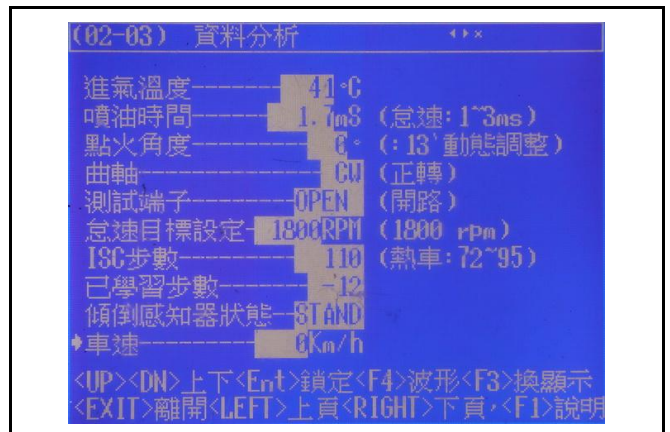 (02-03) 資料分析 ◂ ▸ ×
進氣溫度--------41°C
噴油時間--------1.7mS (怠速:1~3ms)
點火角度--------0° (:13`動態調整)
曲軸--------CW (正轉)
測試端子--------OPEN (開路)
怠速目標設定-1800RPM (1800 rpm)
ISC步數--------110 (熱車:72~95)
已學習步數--------12
傾倒感知器狀態--STAND
➧車速--------0Km/h
<UP><DN>上下<Ent>鎖定<F4>波形<F3>換顯示
<EXIT>離開<LEFT>上頁<RIGHT>下頁,<F1>說明